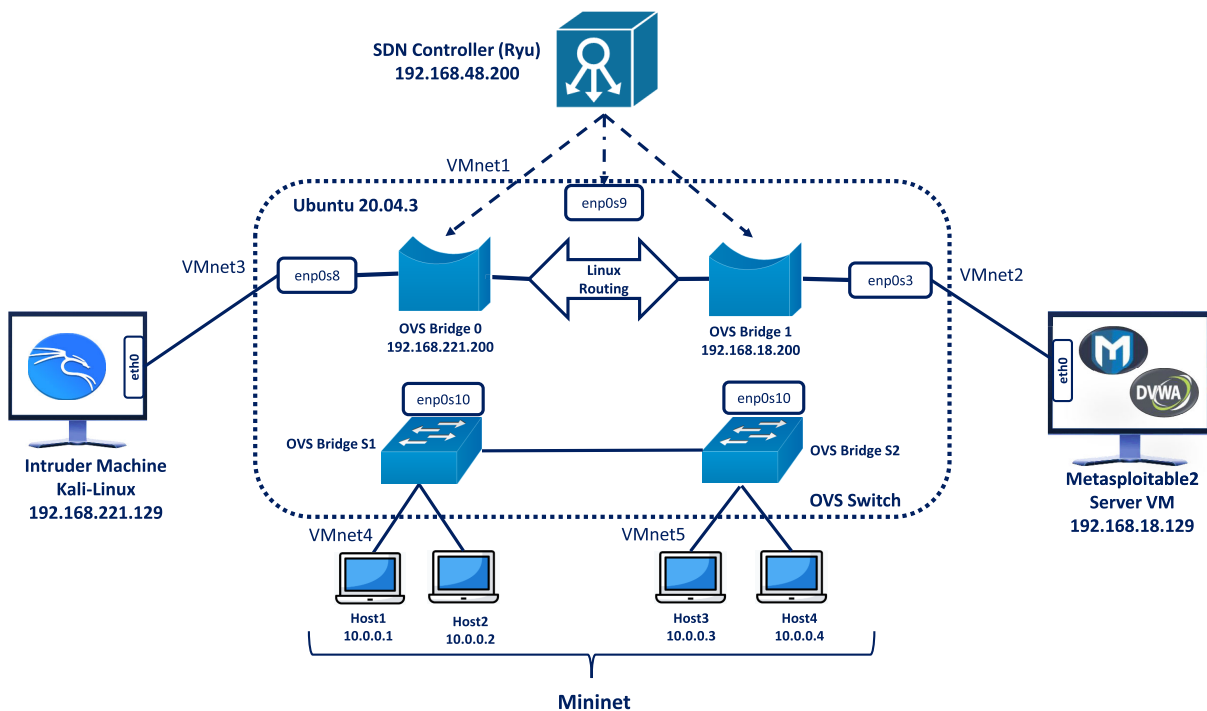 SDN Controller (Ryu)
192.168.48.200
VMnet1
Ubuntu 20.04.3
enp0s9
VMnet3
enp0s8
Linux
Routing
enp0s3
VMnet2
OVS Bridge 0
192.168.221.200
OVS Bridge 1
192.168.18.200
eth0
eth0
M
DVWA
enp0s10
enp0s10
OVS Bridge S1
OVS Bridge S2
Intruder Machine
Kali-Linux
192.168.221.129
Metasploitable2
Server VM
192.168.18.129
OVS Switch
VMnet4
VMnet5
Host1
10.0.0.1
Host2
10.0.0.2
Host3
10.0.0.3
Host4
10.0.0.4
Mininet